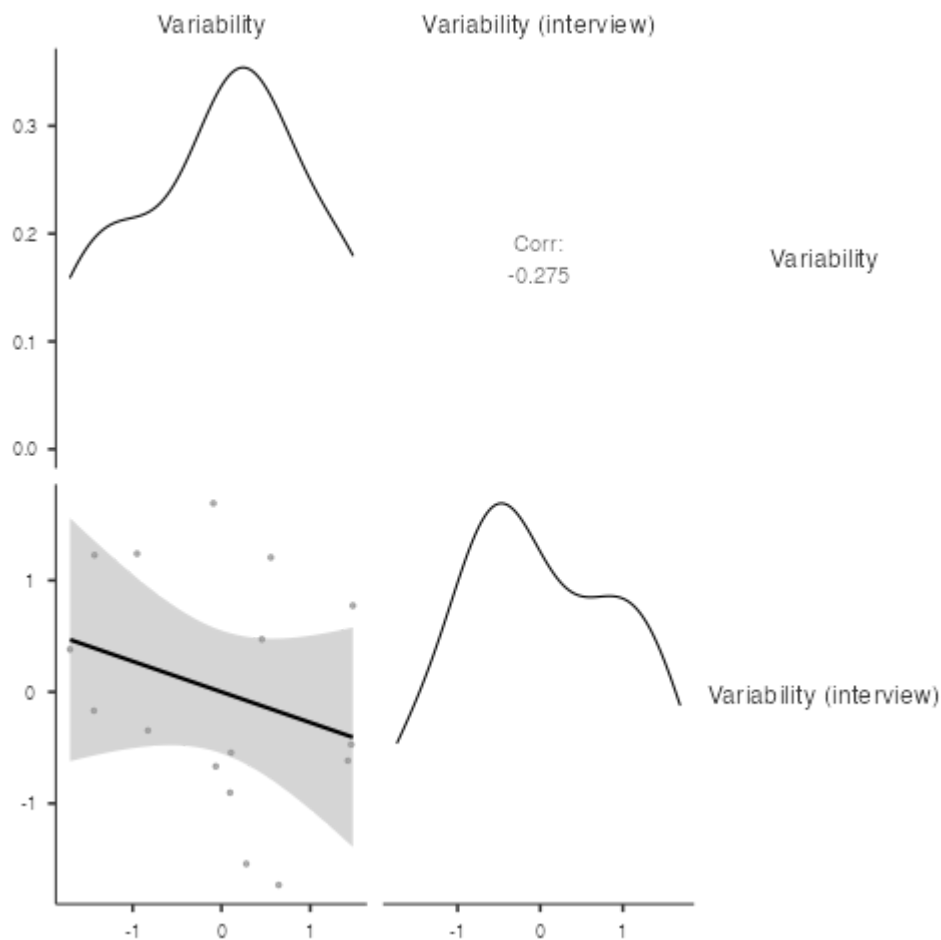 Variability Variability (interview)
0.3
0.2
0.1
0.0
Corr:
-0.275
Variability
1
0
-1
Variability (interview)
-1 0 1 -1 0 1